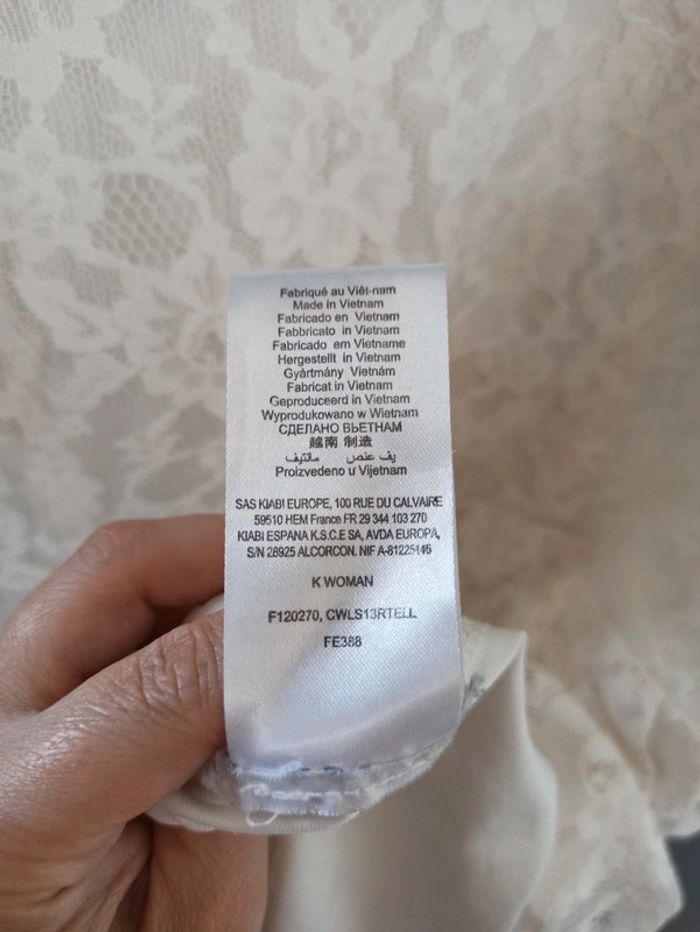 Fabriqué au Viêt-nam
Made in Vietnam
Fabricado en Vietnam
Fabbricato in Vietnam
Fabricado em Vietname
Hergestellt in Vietnam
Gyártmány Vietnám
Fabricat in Vietnam
Geproduceerd in Vietnam
Wyprodukowano w Wietnam
СДЕЛАНО ВЬЕТНАМ
越南 制造
Proizvedeno u Vijetnam
SAS KIABI EUROPE, 100 RUE DU CALVAIRE
59510 HEM France FR 29 344 103 270
KIABI ESPANA K.S.C.E SA, AVDA EUROPA,
S/N 28925 ALCORCON. NIF A-81225146
K WOMAN
F120270, CWLS13RTELL
FE388